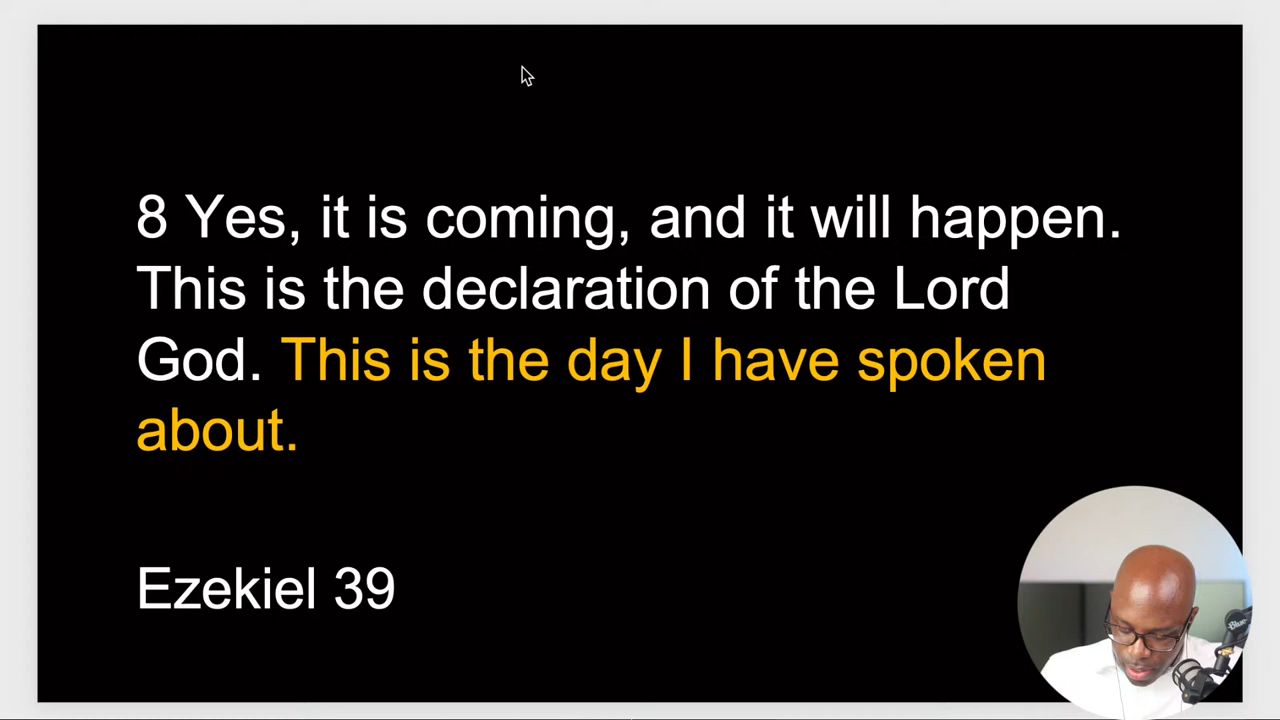 8 Yes, it is coming, and it will happen.
This is the declaration of the Lord
God. This is the day I have spoken
about.
Ezekiel 39
Blue